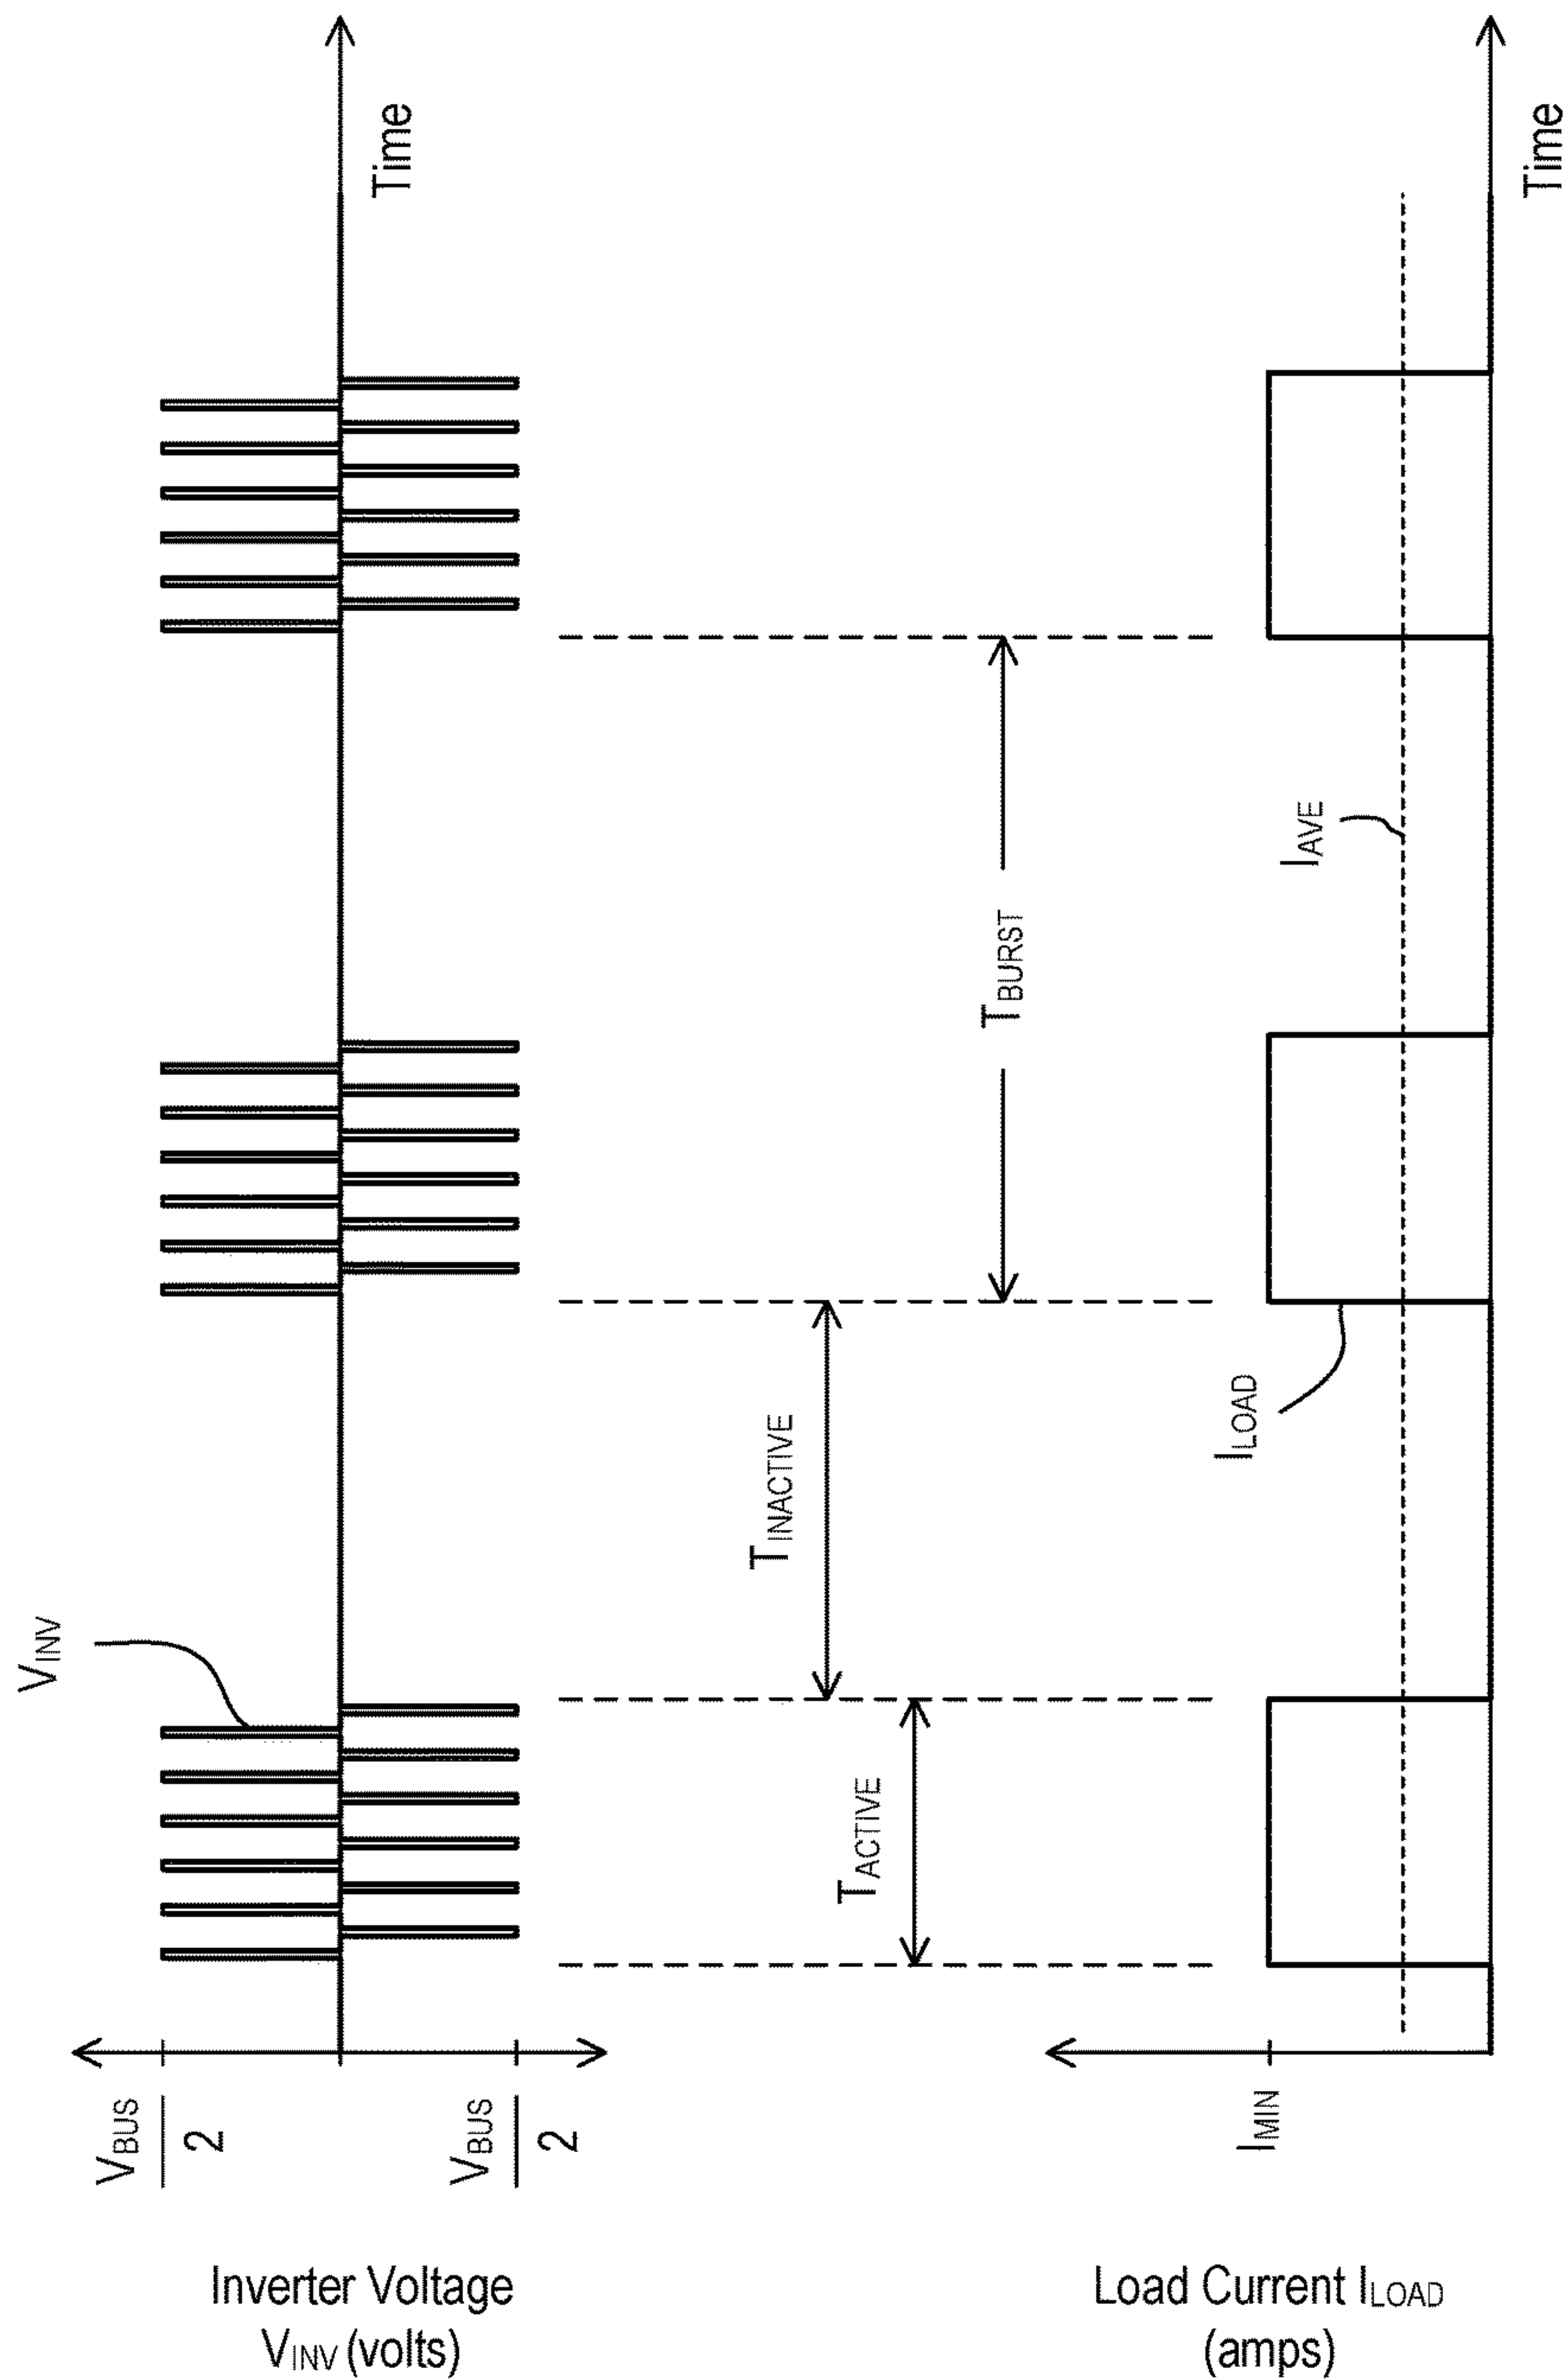 V_INV
V_BUS
2
V_BUS
2
Inverter Voltage
V_INV (volts)
Time
T_ACTIVE
T_INACTIVE
T_BURST
I_LOAD
I_AVE
I_MIN
Load Current I_LOAD
(amps)
Time